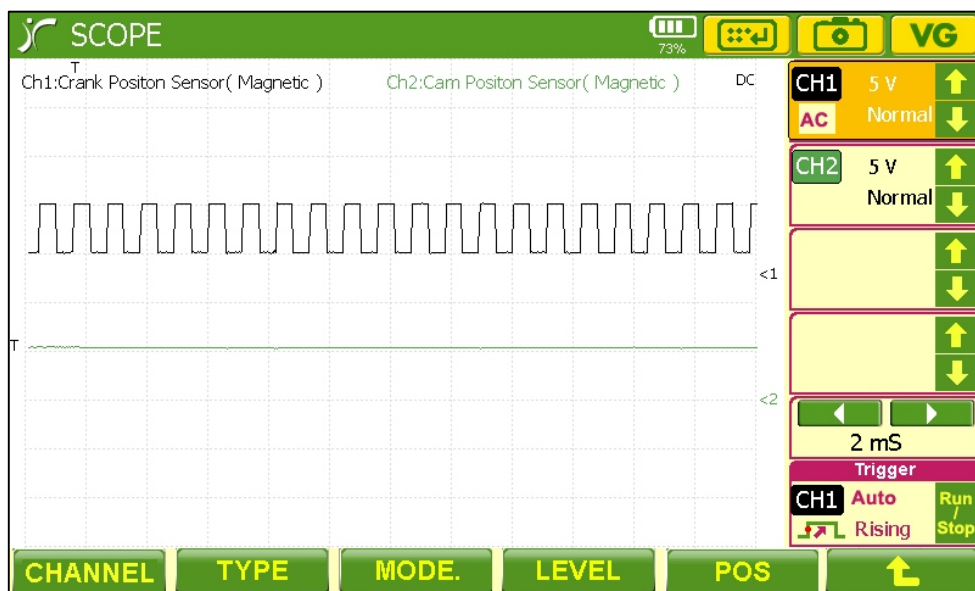 SCOPE
73%
VG
T
Ch1:Crank Positon Sensor( Magnetic )
Ch2:Cam Positon Sensor( Magnetic )
DC
CH1
5 V
AC
Normal
CH2
5 V
Normal
<1
T
<2
2 mS
Trigger
CH1
Auto
Rising
Run
/
Stop
CHANNEL
TYPE
MODE.
LEVEL
POS